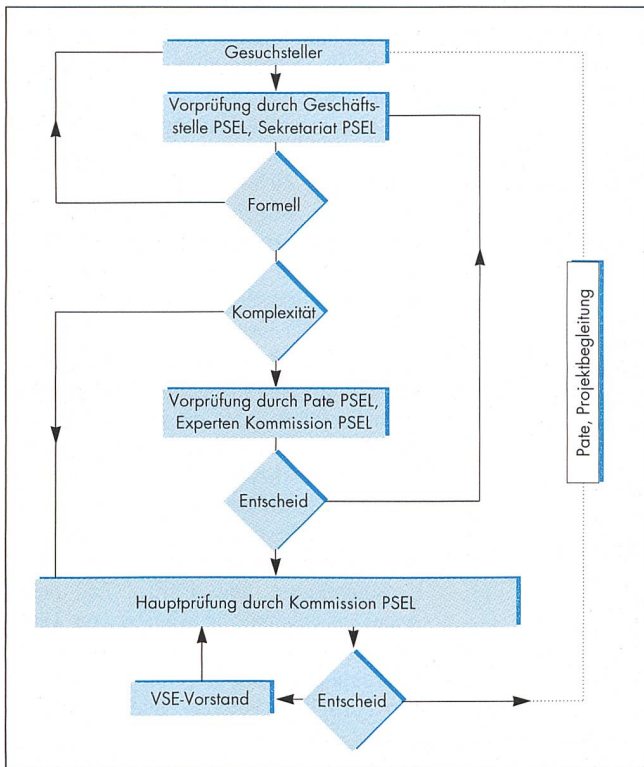 Gesuchsteller
Vorprüfung durch Geschäfts-
stelle PSEL, Sekretariat PSEL
Formell
Komplexität
Pate, Projektbegleitung
Vorprüfung durch Pate PSEL,
Experten Kommission PSEL
Entscheid
Hauptprüfung durch Kommission PSEL
VSE-Vorstand
Entscheid